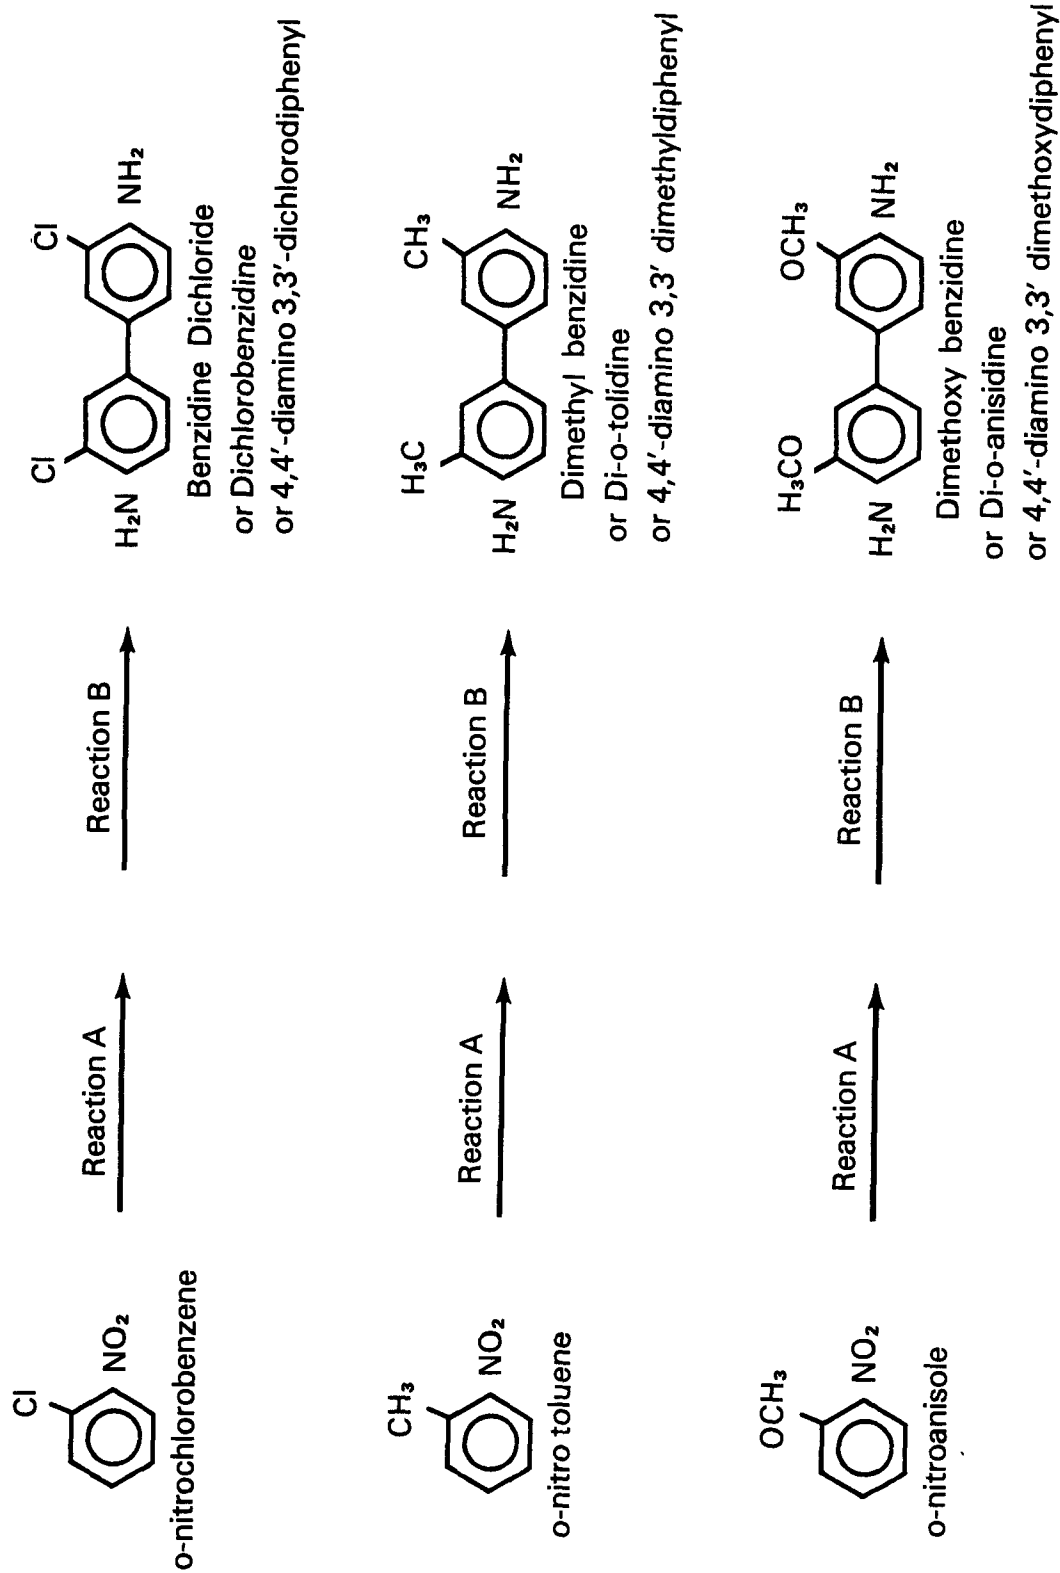 Cl
NO₂
o-nitrochlorobenzene
Reaction A
Reaction B
Cl
Cl
H₂N
NH₂
Benzidine Dichloride
or Dichlorobenzidine
or 4,4′-diamino 3,3′-dichlorodiphenyl
CH₃
NO₂
o-nitro toluene
Reaction A
Reaction B
H₃C
CH₃
H₂N
NH₂
Dimethyl benzidine
or Di-o-tolidine
or 4,4′-diamino 3,3′ dimethyldiphenyl
OCH₃
NO₂
o-nitroanisole
Reaction A
Reaction B
H₃CO
OCH₃
H₂N
NH₂
Dimethoxy benzidine
or Di-o-anisidine
or 4,4′-diamino 3,3′ dimethoxydiphenyl